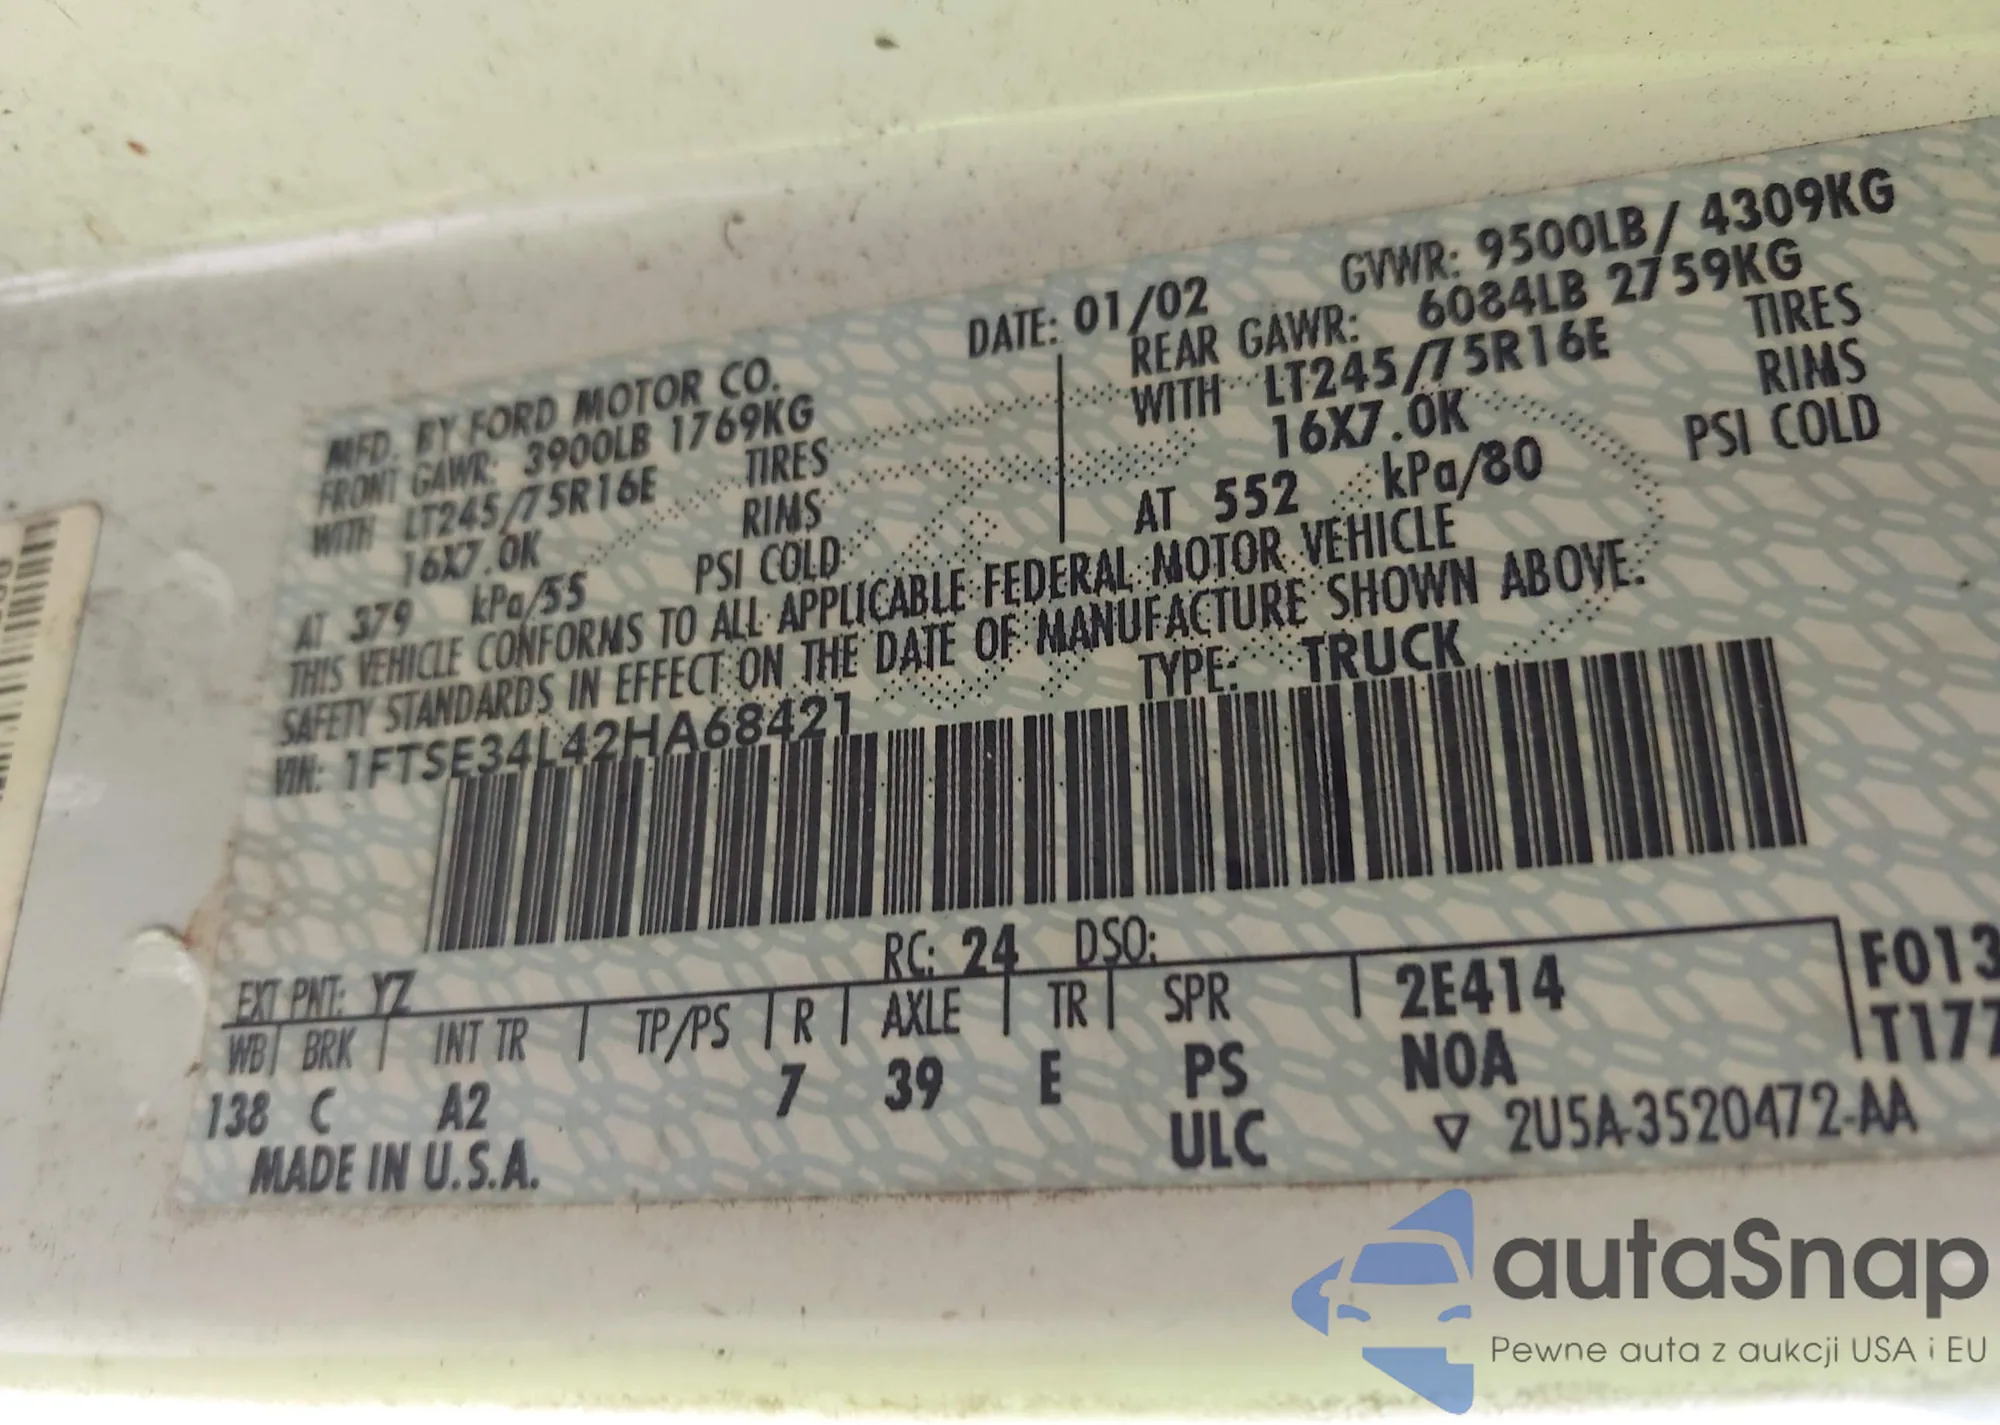 MFD. BY FORD MOTOR CO.
DATE: 01/02
GVWR: 9500LB/ 4309KG
FRONT GAWR: 3900LB 1769KG
REAR GAWR: 6084LB 2759KG
WITH LT245/75R16E TIRES
WITH LT245/75R16E TIRES
16X7.0K RIMS
16X7.0K RIMS
AT 379 kPa/55 PSI COLD
AT 552 kPa/80 PSI COLD
THIS VEHICLE CONFORMS TO ALL APPLICABLE FEDERAL MOTOR VEHICLE
SAFETY STANDARDS IN EFFECT ON THE DATE OF MANUFACTURE SHOWN ABOVE.
VIN: 1FTSE34L42HA68421
TYPE: TRUCK
EXT PNT: YZ RC: 24 DSO:
WB BRK INT TR TP/PS R AXLE TR SPR 2E414 F013
138 C A2 7 39 E PS N0A T177
MADE IN U.S.A. ULC ▽ 2U5A-3520472-AA
autaSnap
Pewne auta z aukcji USA i EU